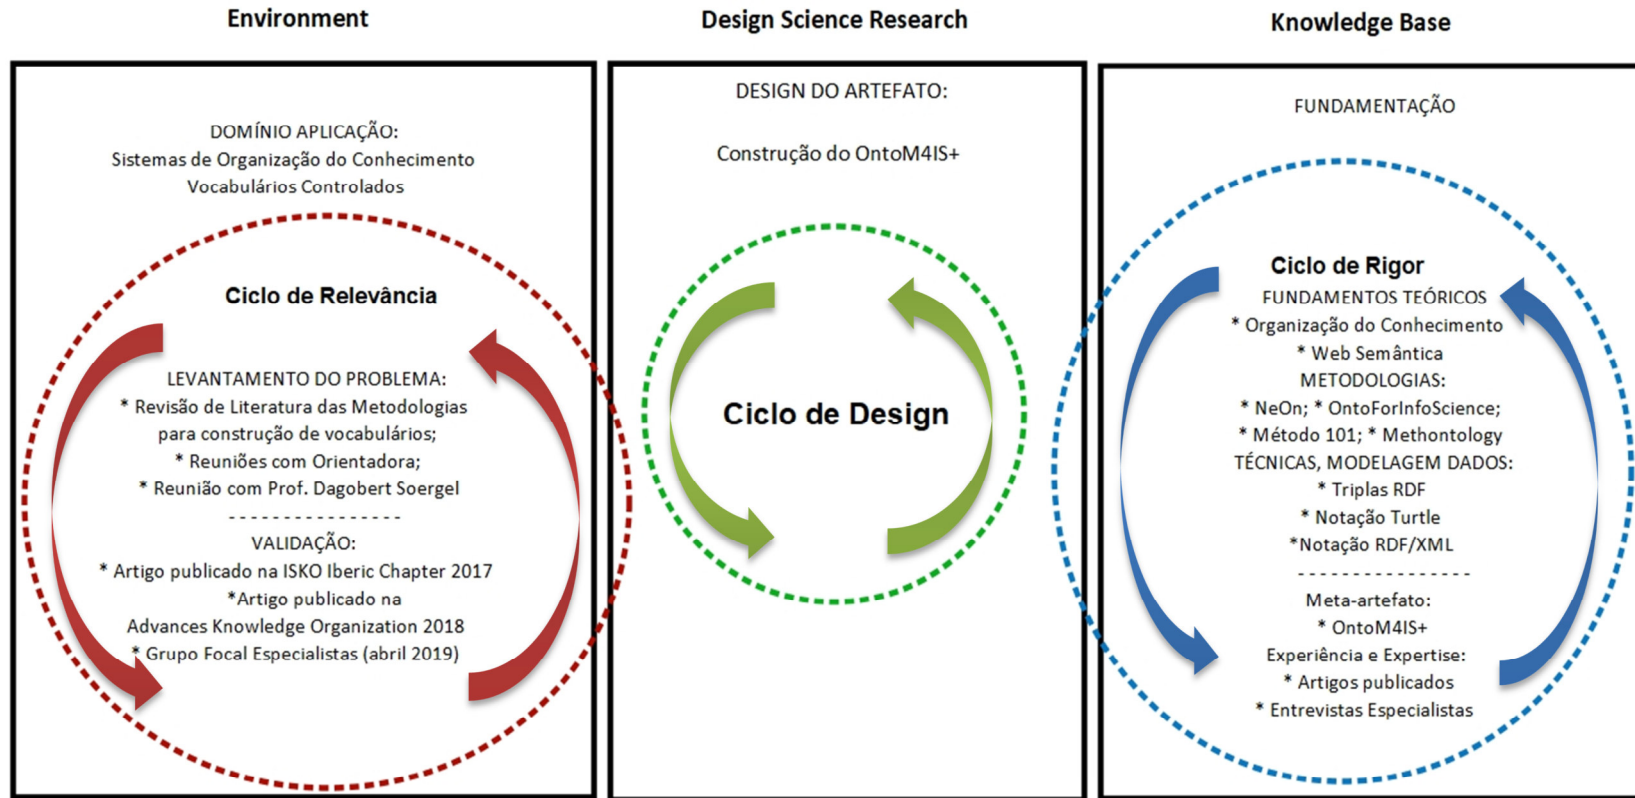 Environment
DOMÍNIO APLICAÇÃO:
Sistemas de Organização do Conhecimento
Vocabulários Controlados
Ciclo de Relevância
LEVANTAMENTO DO PROBLEMA:
* Revisão de Literatura das Metodologias
para construção de vocabulários;
* Reuniões com Orientadora;
* Reunião com Prof. Dagobert Soergel
- - - - - - - - - - - - - - - -
VALIDAÇÃO:
* Artigo publicado na ISKO Iberic Chapter 2017
*Artigo publicado na
Advances Knowledge Organization 2018
* Grupo Focal Especialistas (abril 2019)
Design Science Research
DESIGN DO ARTEFATO:
Construção do OntoM4IS+
Ciclo de Design
Knowledge Base
FUNDAMENTAÇÃO
Ciclo de Rigor
FUNDAMENTOS TEÓRICOS
* Organização do Conhecimento
* Web Semântica
METODOLOGIAS:
* NeOn; * OntoForInfoScience;
* Método 101; * Methontology
TÉCNICAS, MODELAGEM DADOS:
* Triplas RDF
* Notação Turtle
*Notação RDF/XML
- - - - - - - - - - - - - - - -
Meta-artefato:
* OntoM4IS+
Experiência e Expertise:
* Artigos publicados
* Entrevistas Especialistas